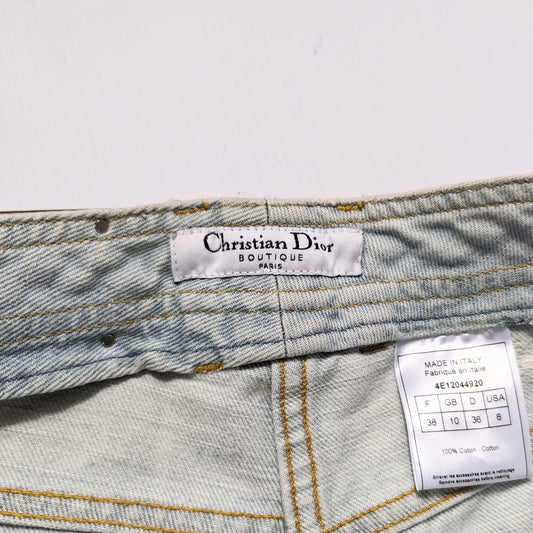 Christian Dior
BOUTIQUE
PARIS
MADE IN ITALY
Fabriqué en Italie
4E12044920
F GB D USA
38 10 36 6
100% Coton - Cotton
Enlever les accessoires avant le nettoyage
Remove accessories before cleaning